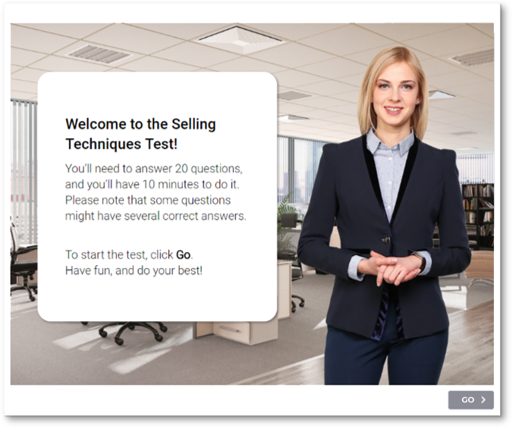 Welcome to the Selling
Techniques Test!
You'll need to answer 20 questions,
and you'll have 10 minutes to do it.
Please note that some questions
might have several correct answers.
To start the test, click Go.
Have fun, and do your best!
GO